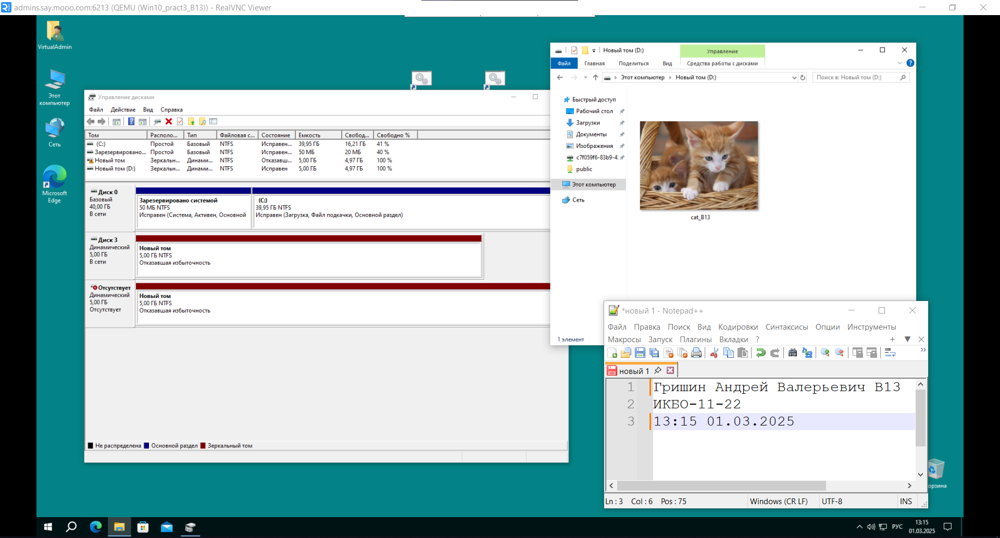 admins.say.mooo.com:6213 (QEMU (Win10_pract3_B13)) - RealVNC Viewer
VirtualAdmin
Этот
компьютер
Сеть
Microsoft
Edge
Управление дисками
Файл Действие Вид Справка
Том Располо... Тип Файловая с... Состояние Емкость Свобод... Свободно %
(C:) Простой Базовый NTFS Исправен... 39,95 ГБ 16,21 ГБ 41 %
Зарезервировано... Простой Базовый NTFS Исправен... 50 МБ 20 МБ 40 %
Новый том Зеркальн... Динами... NTFS Отказавш... 5,00 ГБ 4,97 ГБ 100 %
Новый том (D:) Зеркальн... Динами... NTFS Исправен 5,00 ГБ 4,97 ГБ 100 %
Диск 0
Базовый
40,00 ГБ
В сети
Зарезервировано системой
50 МБ NTFS
Исправен (Система, Активен, Основной
(C:)
39,95 ГБ NTFS
Исправен (Загрузка, Файл подкачки, Основной раздел)
Диск 3
Динамический
5,00 ГБ
В сети
Новый том
5,00 ГБ NTFS
Отказавшая избыточность
Отсутствует
Динамический
5,00 ГБ
Отсутствует
Новый том
5,00 ГБ NTFS
Отказавшая избыточность
Не распределена Основной раздел Зеркальный том
Новый том (D:)
Управление
Файл Главная Поделиться Вид Средства работы с дисками
Этот компьютер › Новый том (D:)
Поиск в: Новый том (D:)
Быстрый доступ
Рабочий стол
Загрузки
Документы
Изображения
c7f059f6-83b9-4
public
Этот компьютер
Сеть
cat_B13
1 элемент
*новый 1 - Notepad++
Файл Правка Поиск Вид Кодировки Синтаксисы Опции Инструменты
Макросы Запуск Плагины Вкладки ?
новый 1
1 Гришин Андрей Валерьевич B13
2 ИКБО-11-22
3 13:15 01.03.2025
Ln : 3 Col : 6 Pos : 75 Windows (CR LF) UTF-8 INS
орзина
РУС
13:15
01.03.2025